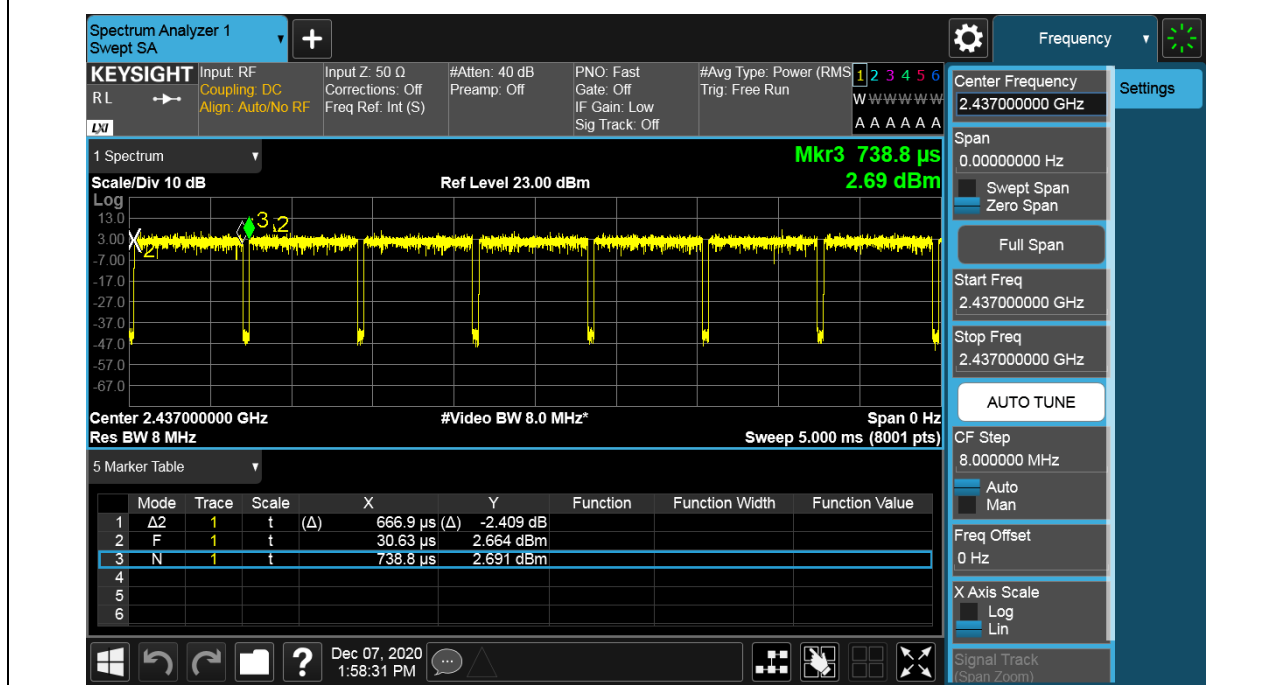 Spectrum Analyzer 1
Swept SA
Frequency
KEYSIGHT
RL
LXI
Input: RF
Coupling: DC
Align: Auto/No RF
Input Z: 50 Ω
Corrections: Off
Freq Ref: Int (S)
#Atten: 40 dB
Preamp: Off
PNO: Fast
Gate: Off
IF Gain: Low
Sig Track: Off
#Avg Type: Power (RMS
Trig: Free Run
1 2 3 4 5 6
W W W W W W
A A A A A A
1 Spectrum
Mkr3 738.8 µs
Scale/Div 10 dB Ref Level 23.00 dBm 2.69 dBm
Log
13.0
3.00
-7.00
-17.0
-27.0
-37.0
-47.0
-57.0
-67.0
3 2
2
Center 2.437000000 GHz #Video BW 8.0 MHz* Span 0 Hz
Res BW 8 MHz Sweep 5.000 ms (8001 pts)
5 Marker Table
Mode Trace Scale X Y Function Function Width Function Value
1 Δ2 1 t (Δ) 666.9 µs (Δ) -2.409 dB
2 F 1 t 30.63 µs 2.664 dBm
3 N 1 t 738.8 µs 2.691 dBm
4
5
6
?
Dec 07, 2020
1:58:31 PM
Center Frequency
2.437000000 GHz
Span
0.00000000 Hz
Swept Span
Zero Span
Full Span
Start Freq
2.437000000 GHz
Stop Freq
2.437000000 GHz
AUTO TUNE
CF Step
8.000000 MHz
Auto
Man
Freq Offset
0 Hz
X Axis Scale
Log
Lin
Signal Track
(Span Zoom)
Settings